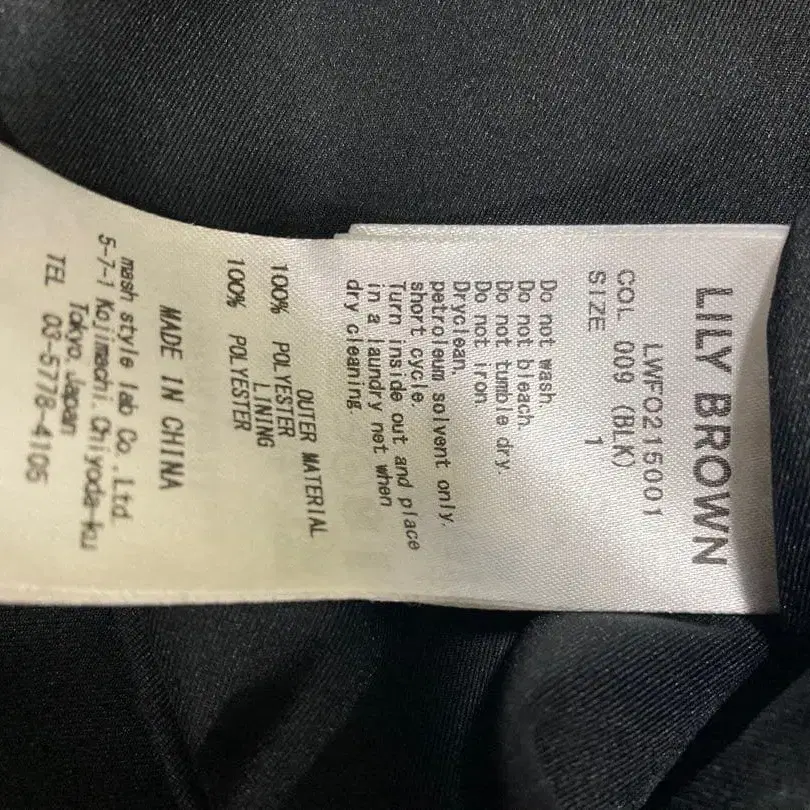 LILY BROWN
LWFO215001
COL 009 (BLK)
SIZE 1
Do not wash.
Do not bleach.
Do not tumble dry.
Do not iron.
Dryclean.
petroleum solvent only.
short cycle.
Turn inside out and place
in a laundry net when
dry cleaning.
OUTER MATERIAL
100% POLYESTER
LINING
100% POLYESTER
MADE IN CHINA
mash style lab Co.,Ltd.
5-7-1 Kojimachi.Chiyoda-ku
Tokyo.Japan
TEL 03-5778-4105